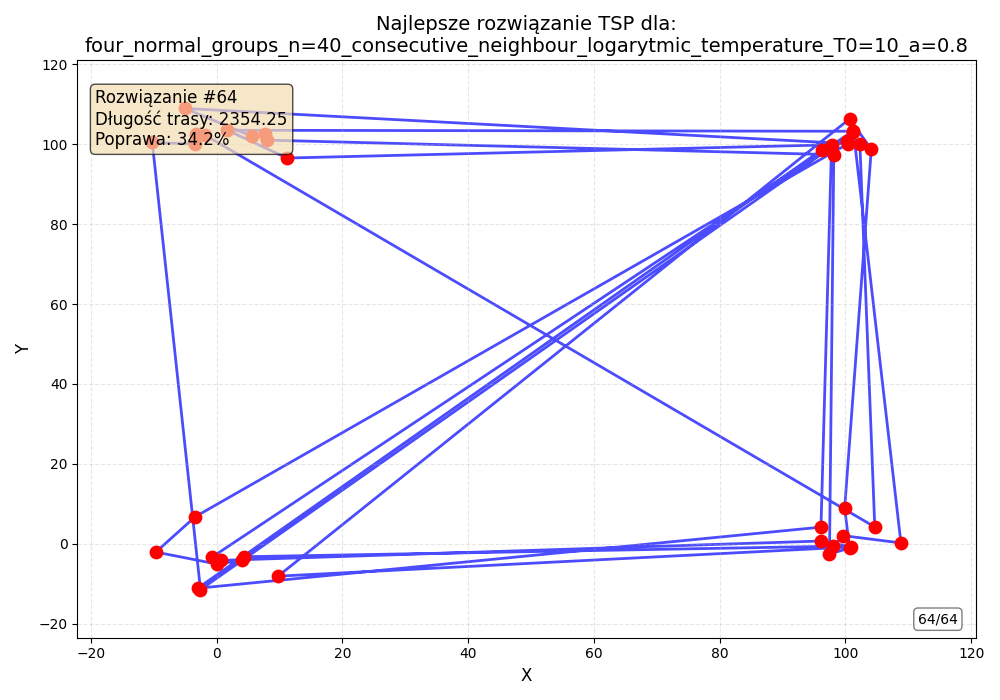 Najlepsze rozwiązanie TSP dla:
four_normal_groups_n=40_consecutive_neighbour_logarytmic_temperature_T0=10_a=0.8
Rozwiązanie #64
Długość trasy: 2354.25
Poprawa: 34.2%
120
100
80
60
40
20
0
−20
Y
64/64
−20
0
20
40
60
80
100
120
X